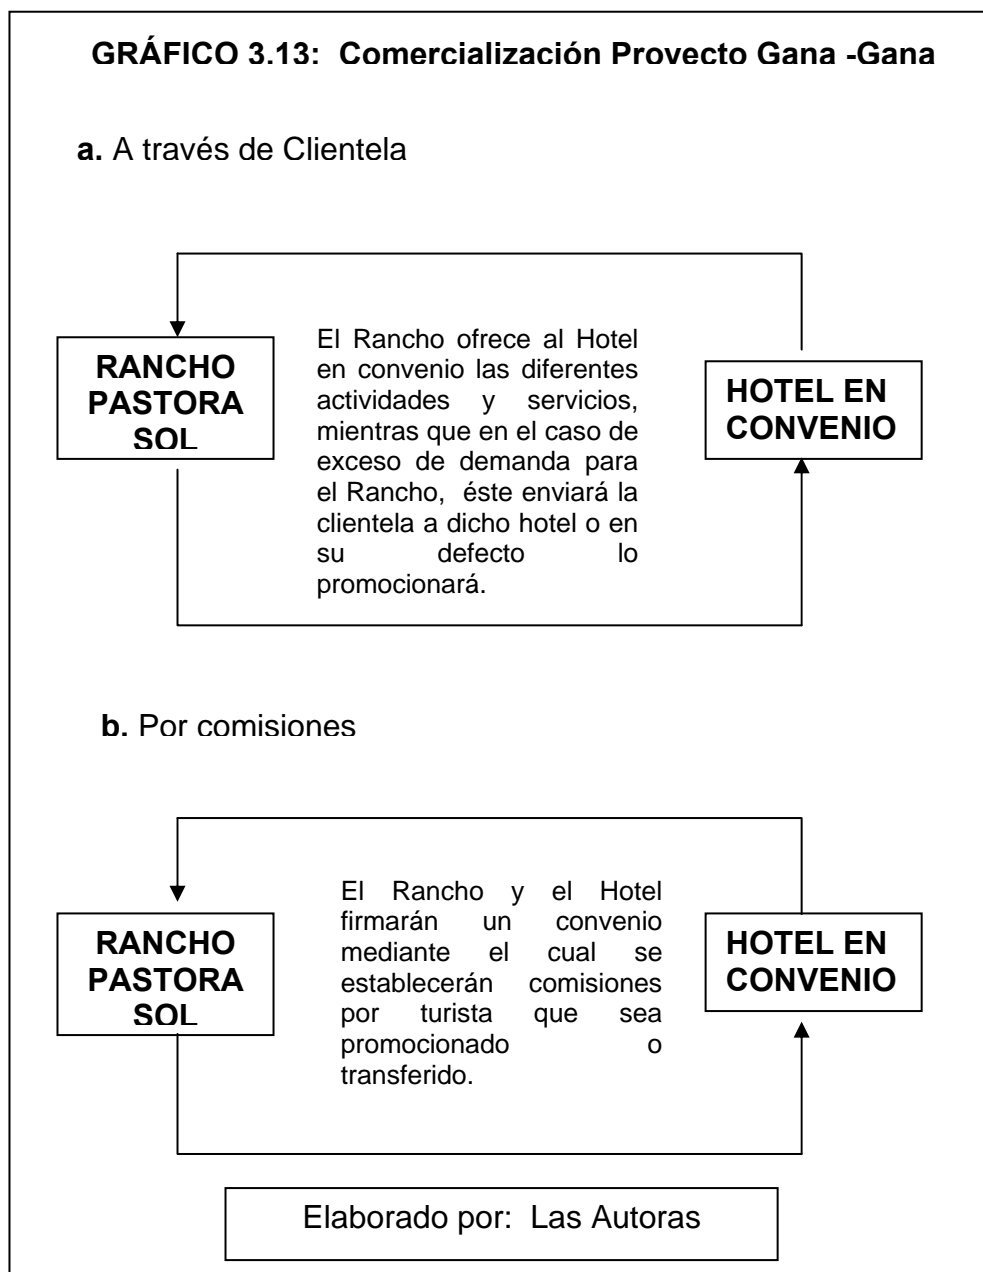 GRÁFICO 3.13: Comercialización Proyecto Gana -Gana
a. A través de Clientela
RANCHO
PASTORA
SOL
El Rancho ofrece al Hotel
en convenio las diferentes
actividades y servicios,
mientras que en el caso de
exceso de demanda para
el Rancho, éste enviará la
clientela a dicho hotel o en
su defecto lo
promocionará.
HOTEL EN
CONVENIO
b. Por comisiones
RANCHO
PASTORA
SOL
El Rancho y el Hotel
firmarán un convenio
mediante el cual se
establecerán comisiones
por turista que sea
promocionado o
transferido.
HOTEL EN
CONVENIO
Elaborado por: Las Autoras